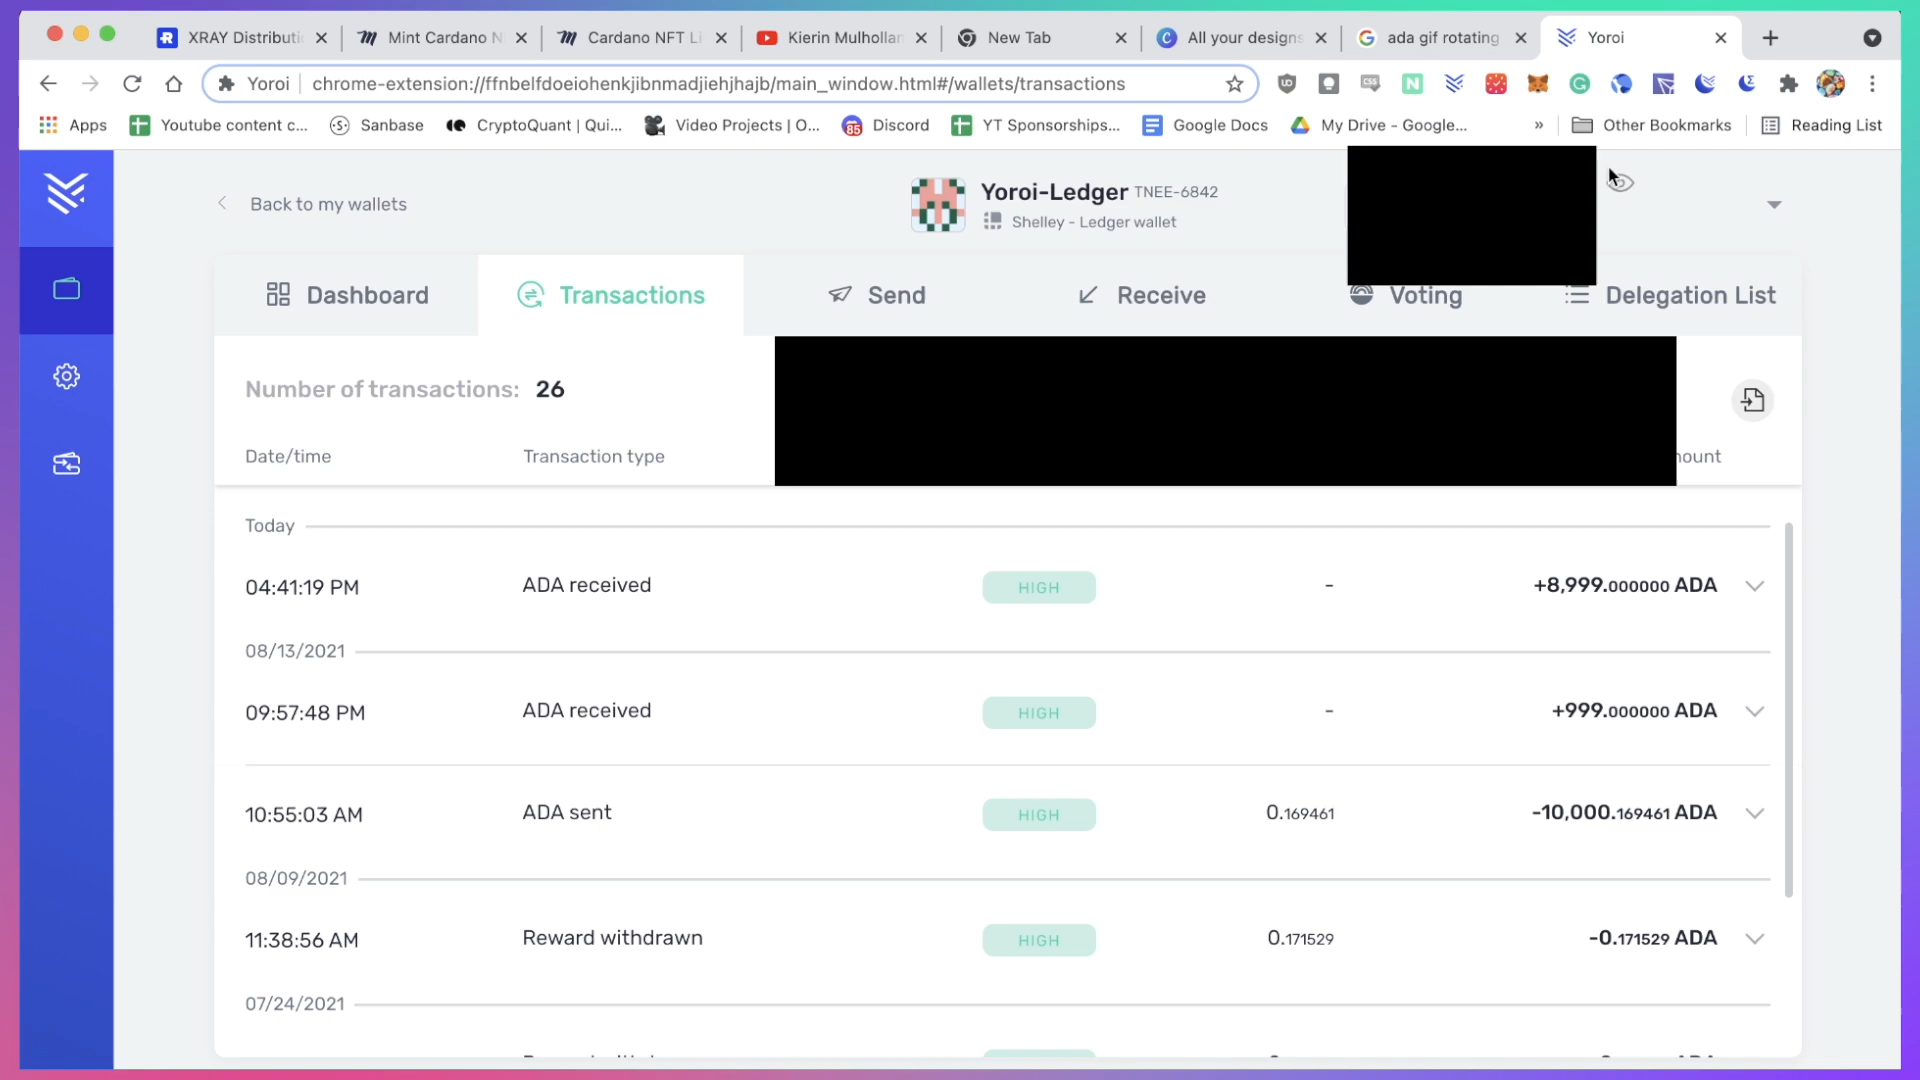 XRAY Distributi
Mint Cardano N
Cardano NFT Li
Kierin Mulhollan
New Tab
All your designs
ada gif rotating
Yoroi
Yoroi
chrome-extension://ffnbelfdoeiohenkjibnmadjiehjhajb/main_window.html#/wallets/transactions
Apps
Youtube content c...
Sanbase
CryptoQuant | Qui...
Video Projects | O...
85
Discord
YT Sponsorships...
Google Docs
My Drive - Google...
»
Other Bookmarks
Reading List
Back to my wallets
Yoroi-Ledger TNEE-6842
Shelley - Ledger wallet
Dashboard
Transactions
Send
Receive
Voting
Delegation List
Number of transactions: 26
Date/time
Transaction type
Today
04:41:19 PM ADA received HIGH - +8,999.000000 ADA
08/13/2021
09:57:48 PM ADA received HIGH - +999.000000 ADA
10:55:03 AM ADA sent HIGH 0.169461 -10,000.169461 ADA
08/09/2021
11:38:56 AM Reward withdrawn HIGH 0.171529 -0.171529 ADA
07/24/2021